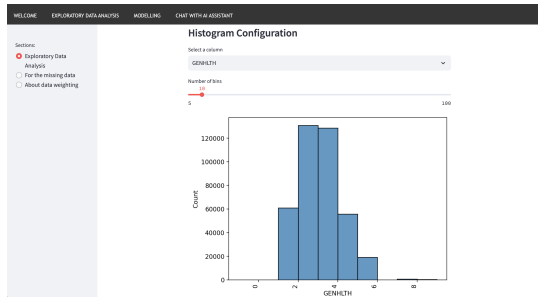 WELCOME EXPLORATORY DATA ANALYSIS MODELLING CHAT WITH AI ASSISTANT
Sections:
Exploratory Data
Analysis
For the missing data
About data weighting
Histogram Configuration
Select a column
GENHLTH
Number of bins
10
5 100
120000
100000
80000
60000
40000
20000
0
Count
0 2 4 6 8
GENHLTH